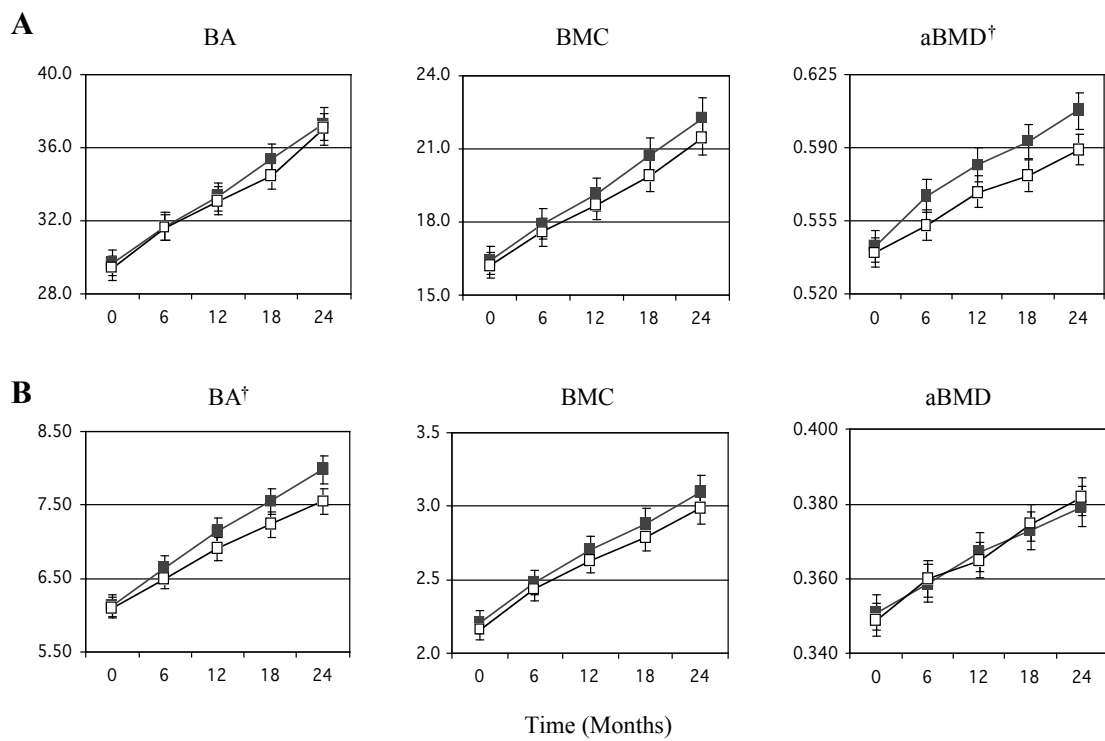 A
BA
BMC
aBMD†
40.0
36.0
32.0
28.0
0 6 12 18 24
24.0
21.0
18.0
15.0
0 6 12 18 24
0.625
0.590
0.555
0.520
0 6 12 18 24
B
BA†
BMC
aBMD
8.50
7.50
6.50
5.50
0 6 12 18 24
3.5
3.0
2.5
2.0
0 6 12 18 24
0.400
0.380
0.360
0.340
0 6 12 18 24
Time (Months)